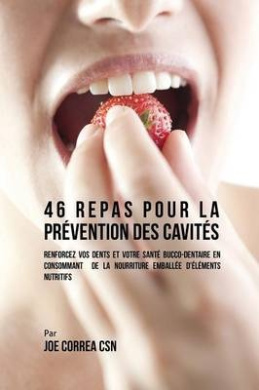 46 REPAS POUR LA
PRÉVENTION DES CAVITÉS
RENFORCEZ VOS DENTS ET VOTRE SANTÉ BUCCO-DENTAIRE EN
CONSOMMANT DE LA NOURRITURE EMBALLÉE D'ÉLÉMENTS
NUTRITIFS
Par
JOE CORREA CSN